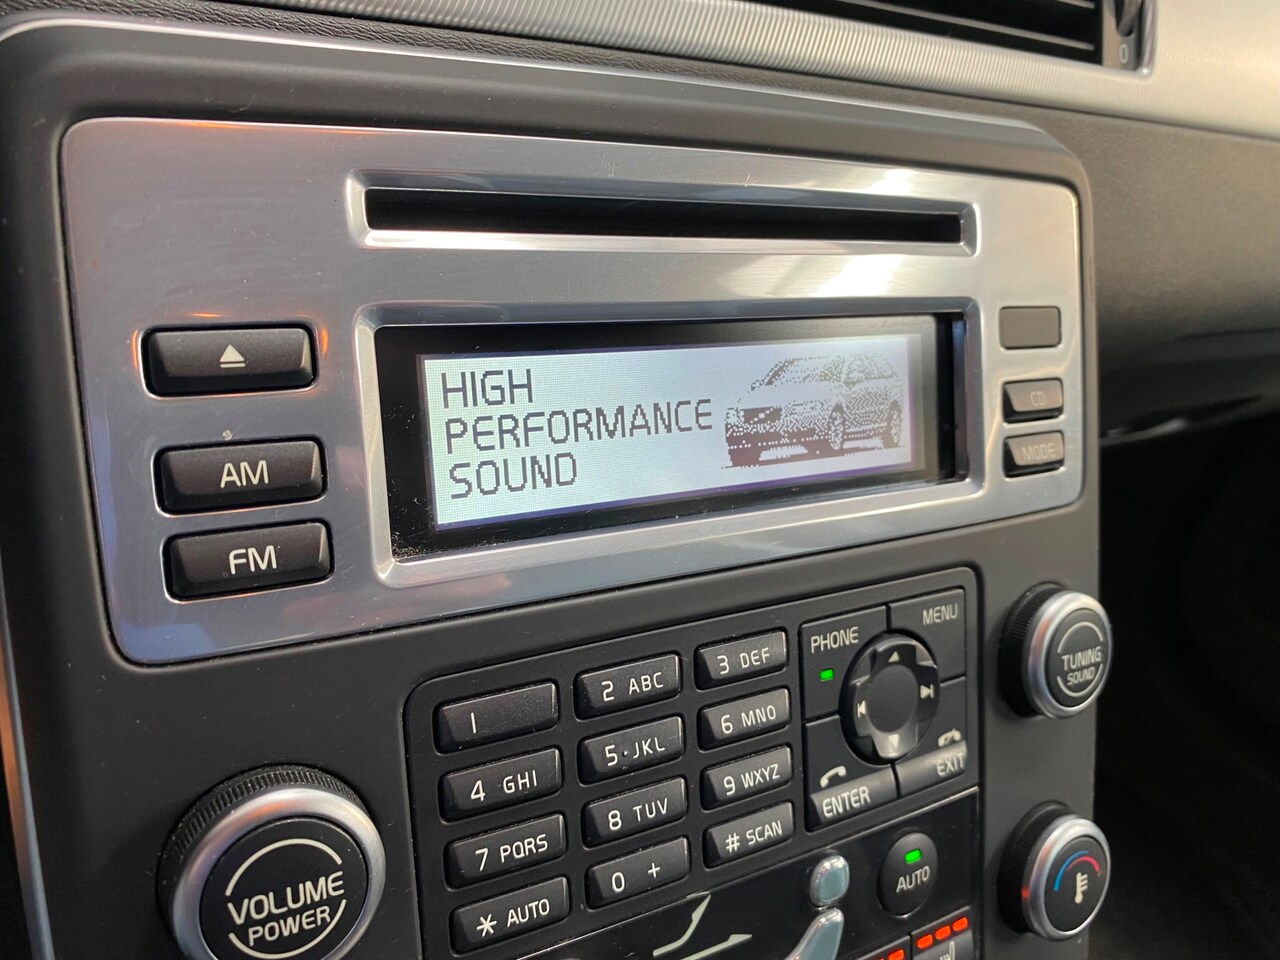 0
HIGH
PERFORMANCE
SOUND
AM
FM
CD
MODE
PHONE
MENU
1
2 ABC
3 DEF
4 GHI
5·JKL
6 MNO
7 PQRS
8 TUV
9 WXYZ
* AUTO
0 +
# SCAN
ENTER
EXIT
TUNING
SOUND
VOLUME
POWER
AUTO